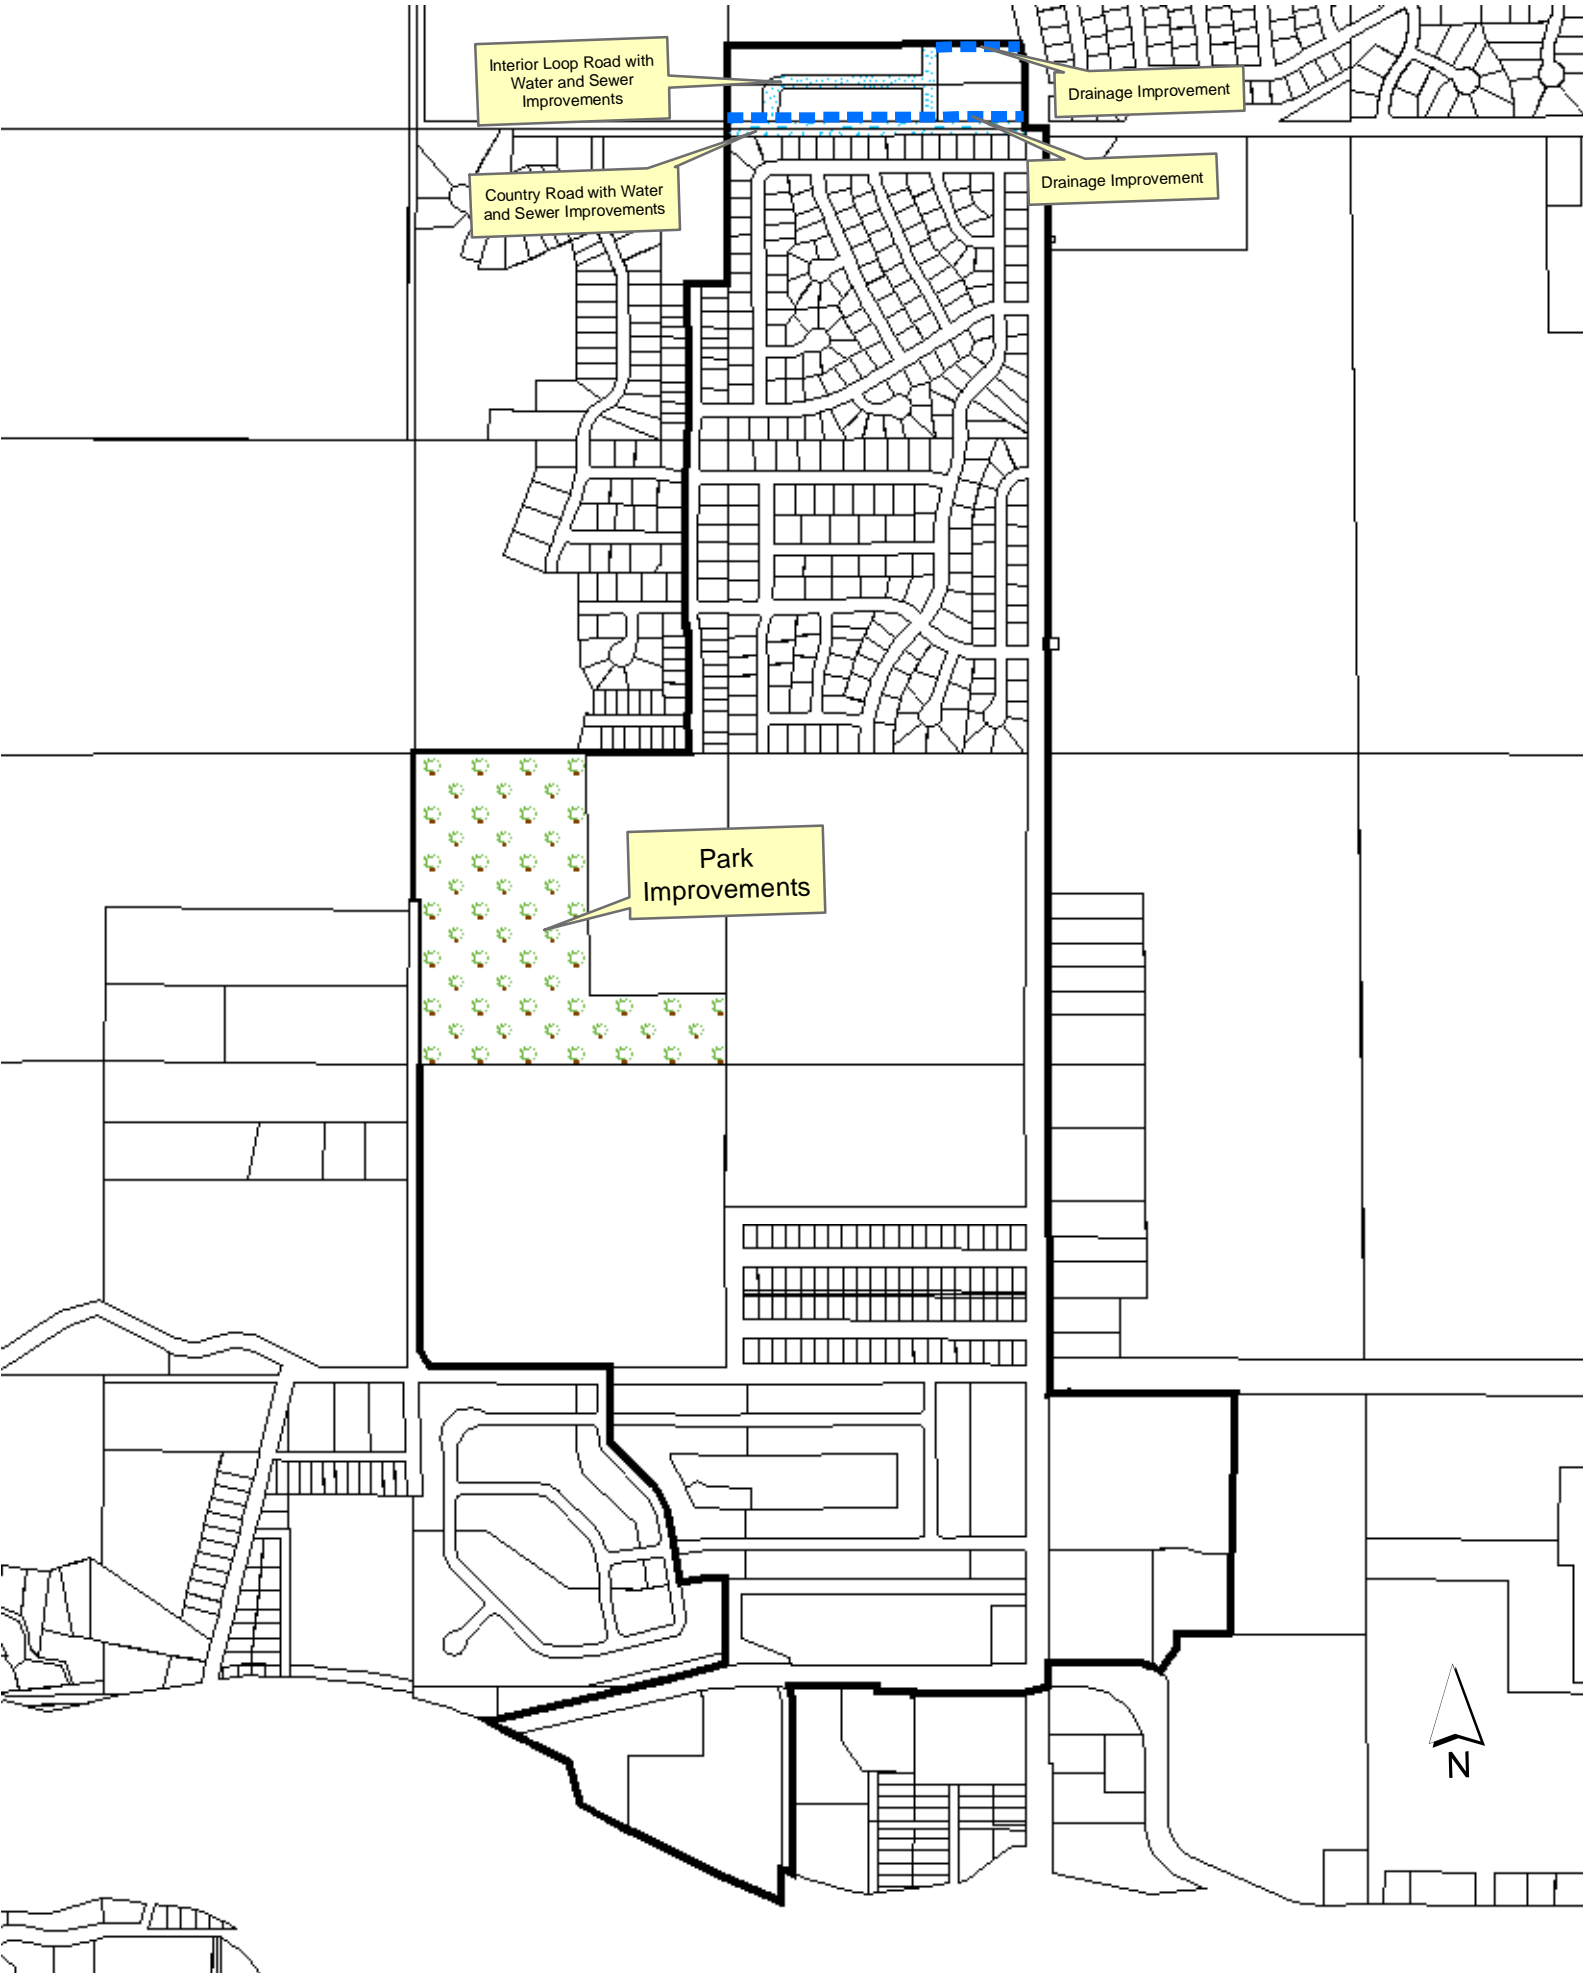 Interior Loop Road with
Water and Sewer
Improvements
Drainage Improvement
Country Road with Water
and Sewer Improvements
Drainage Improvement
Park
Improvements
N